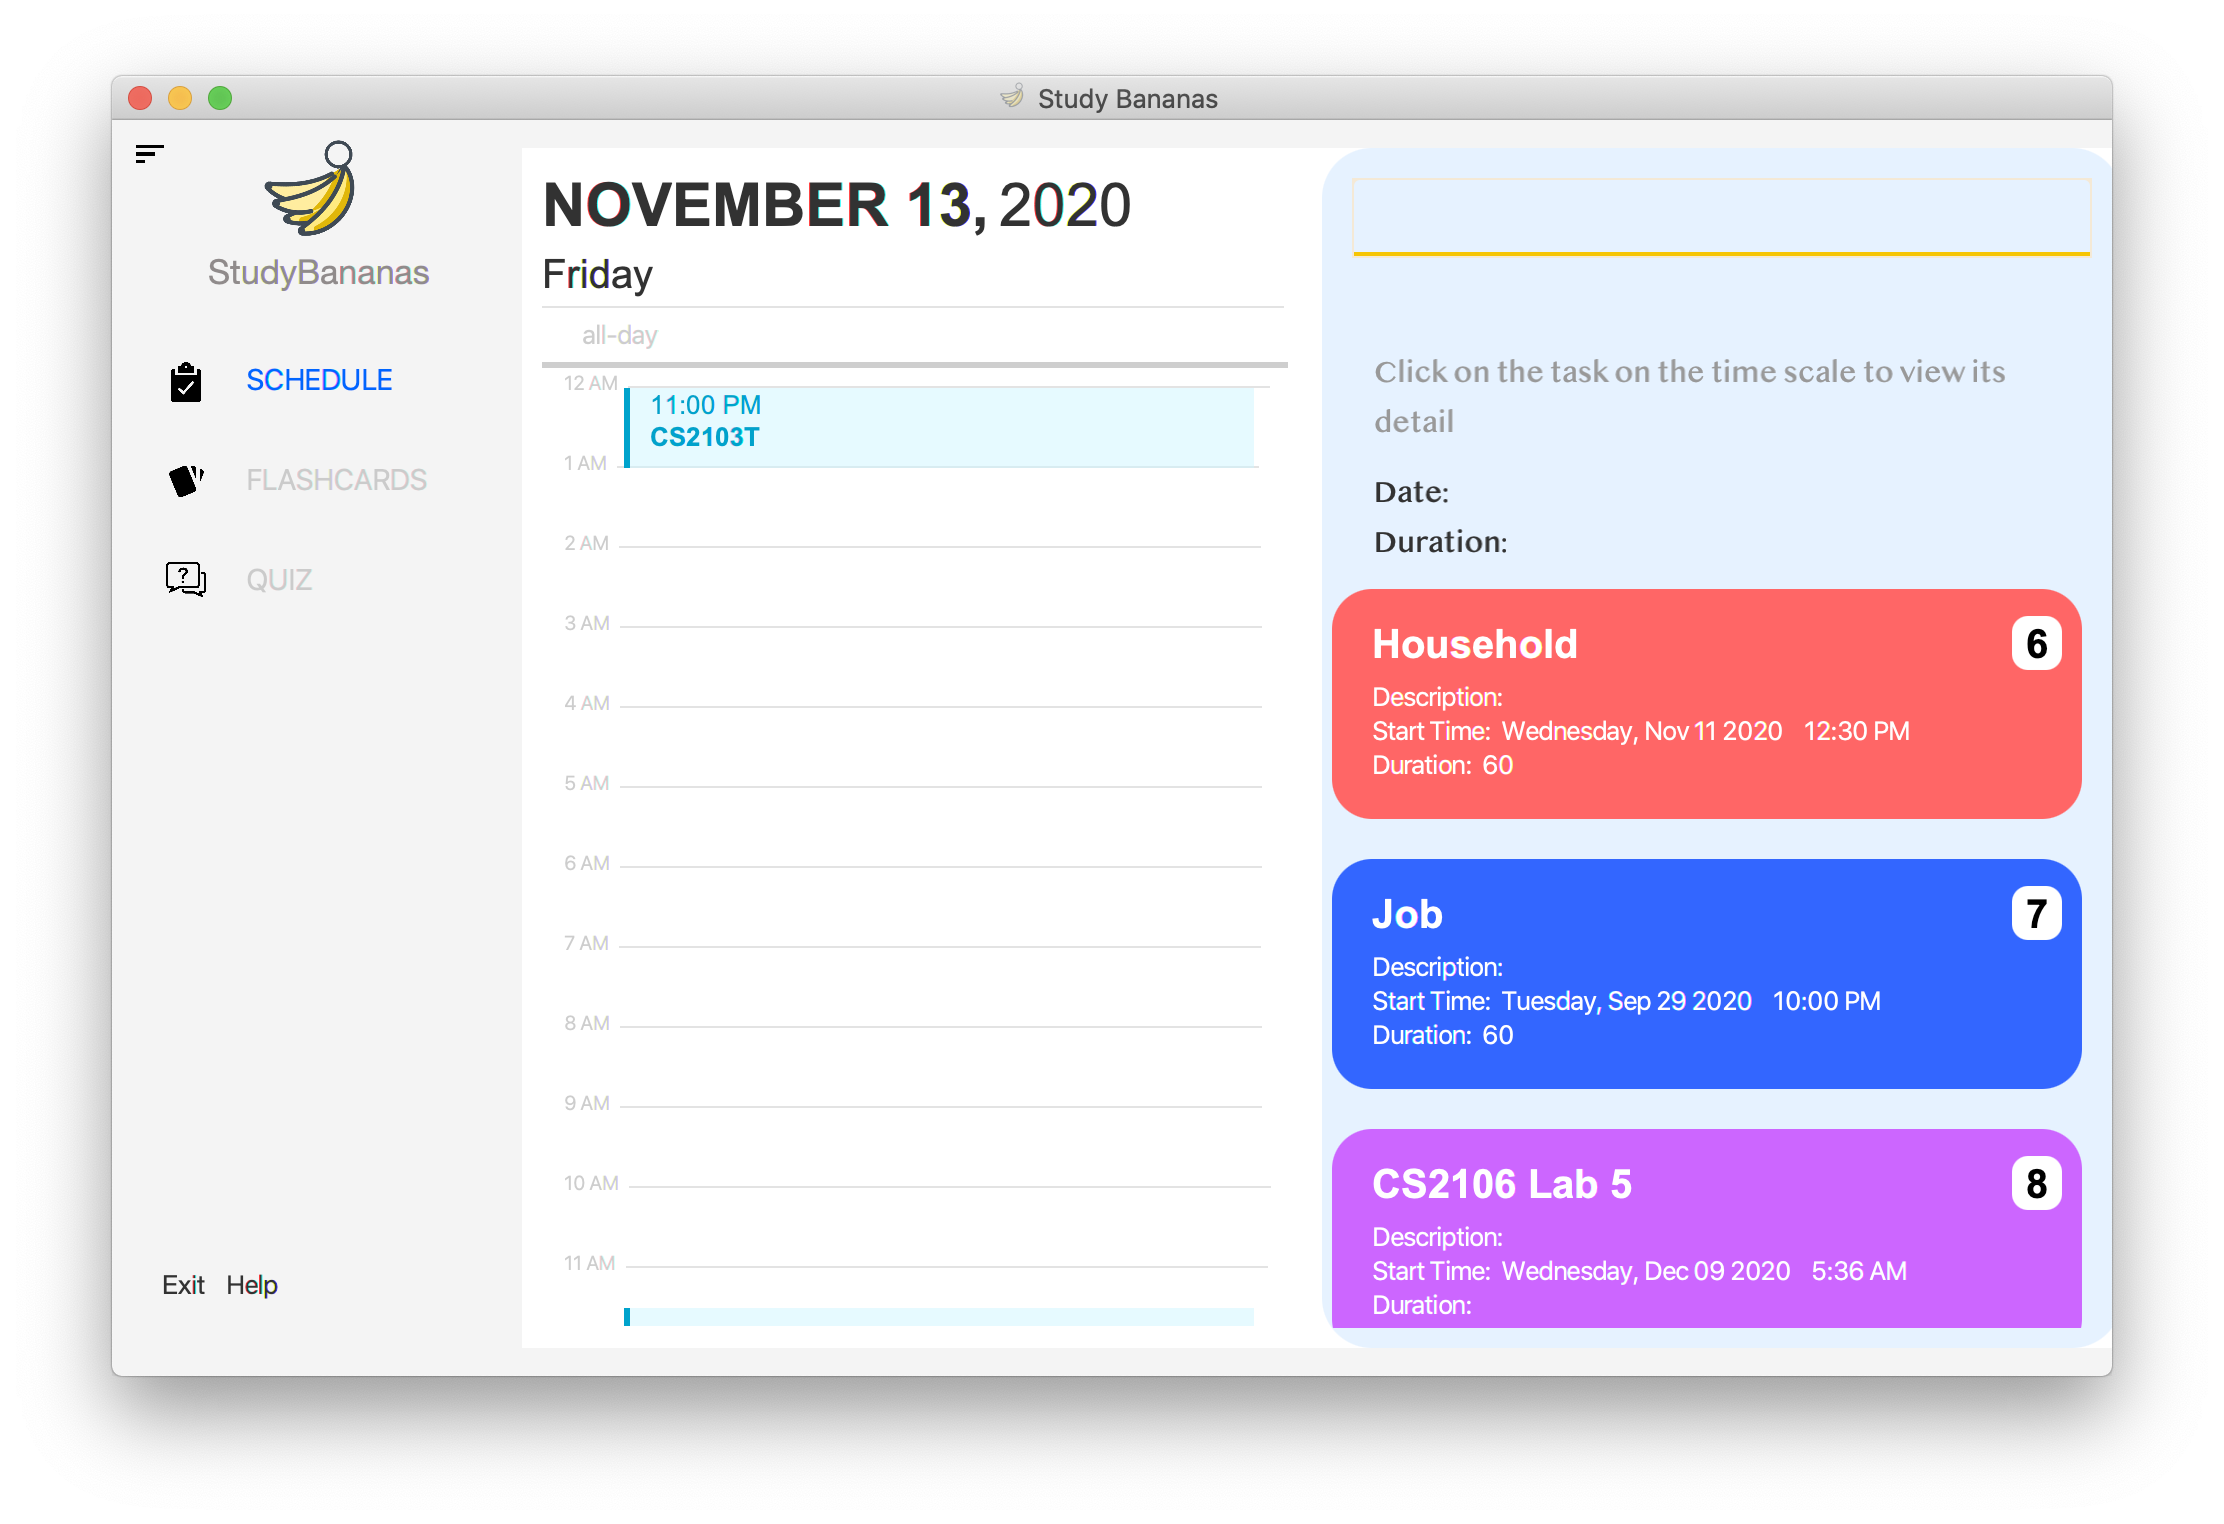 Study Bananas
StudyBananas
SCHEDULE
FLASHCARDS
?
QUIZ
Exit Help
NOVEMBER 13, 2020
Friday
all-day
12 AM
11:00 PM
CS2103T
1 AM
2 AM
3 AM
4 AM
5 AM
6 AM
7 AM
8 AM
9 AM
10 AM
11 AM
Click on the task on the time scale to view its
detail
Date:
Duration:
Household 6
Description:
Start Time: Wednesday, Nov 11 2020 12:30 PM
Duration: 60
Job 7
Description:
Start Time: Tuesday, Sep 29 2020 10:00 PM
Duration: 60
CS2106 Lab 5 8
Description:
Start Time: Wednesday, Dec 09 2020 5:36 AM
Duration: